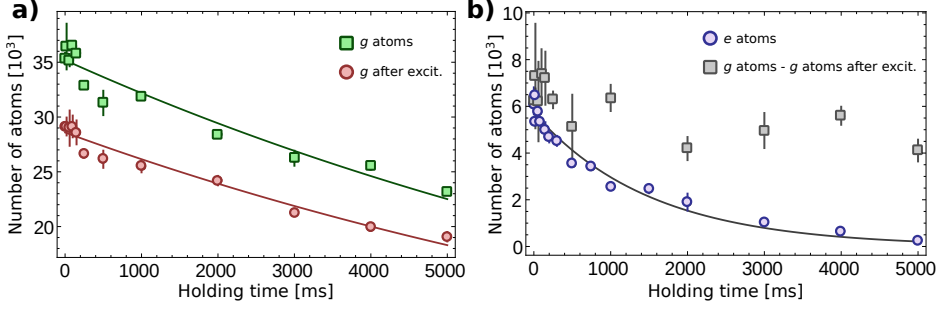 a)
Number of atoms [10³]
35
30
25
20
g atoms
g after excit.
0 1000 2000 3000 4000 5000
Holding time [ms]
b)
Number of atoms [10³]
10
8
6
4
2
0
e atoms
g atoms - g atoms after excit.
0 1000 2000 3000 4000 5000
Holding time [ms]